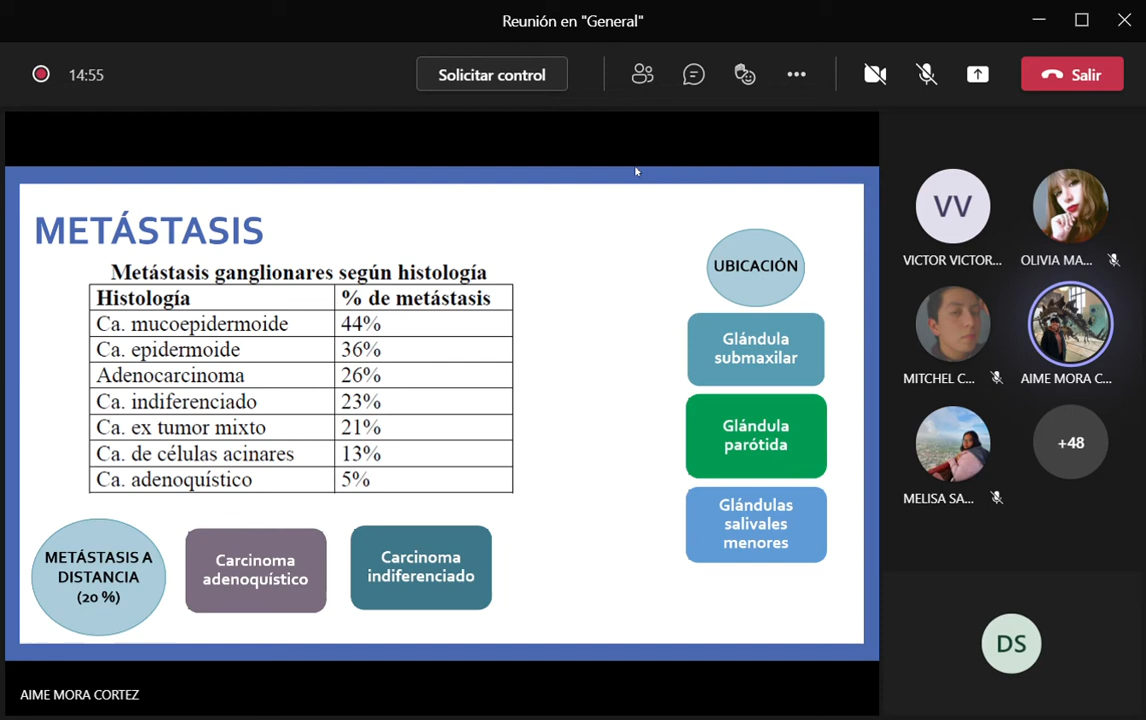 Reunión en "General"
14:55
Solicitar control
Salir
METÁSTASIS
Metástasis ganglionares según histología
Histología % de metástasis
Ca. mucoepidermoide 44%
Ca. epidermoide 36%
Adenocarcinoma 26%
Ca. indiferenciado 23%
Ca. ex tumor mixto 21%
Ca. de células acinares 13%
Ca. adenoquístico 5%
METÁSTASIS A
DISTANCIA
(20 %)
Carcinoma
adenoquístico
Carcinoma
indiferenciado
UBICACIÓN
Glándula
submaxilar
Glándula
parótida
Glándulas
salivales
menores
VV
VICTOR VICTOR...
OLIVIA MA...
MITCHEL C...
AIME MORA C...
MELISA SA...
+48
DS
AIME MORA CORTEZ